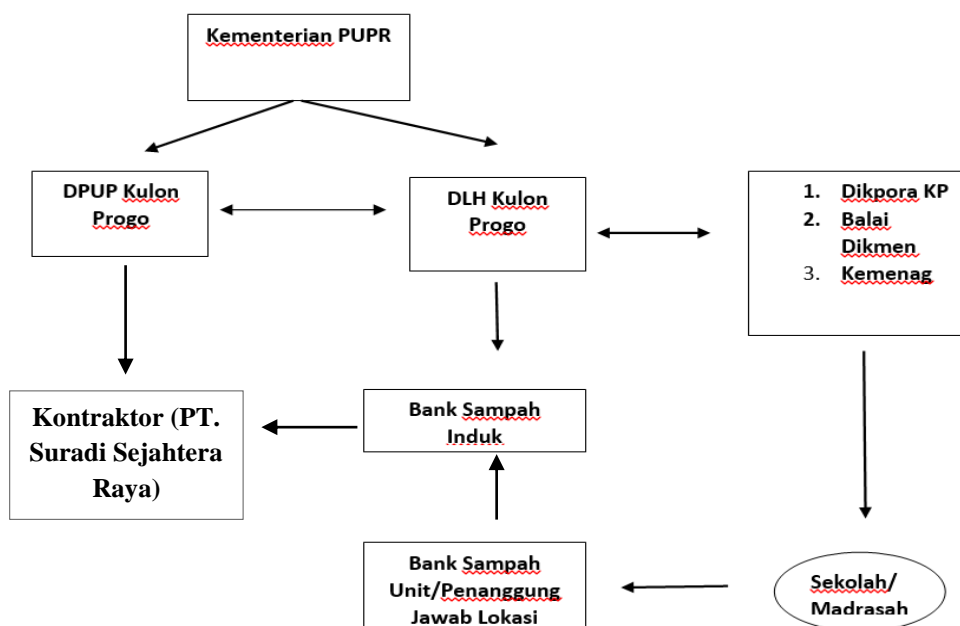 Kementerian PUPR
DPUP Kulon
Progo
DLH Kulon
Progo
1. Dikpora KP
2. Balai
Dikmen
3. Kemenag
Kontraktor (PT.
Suradi Sejahtera
Raya)
Bank Sampah
Induk
Bank Sampah
Unit/Penanggung
Jawab Lokasi
Sekolah/
Madrasah